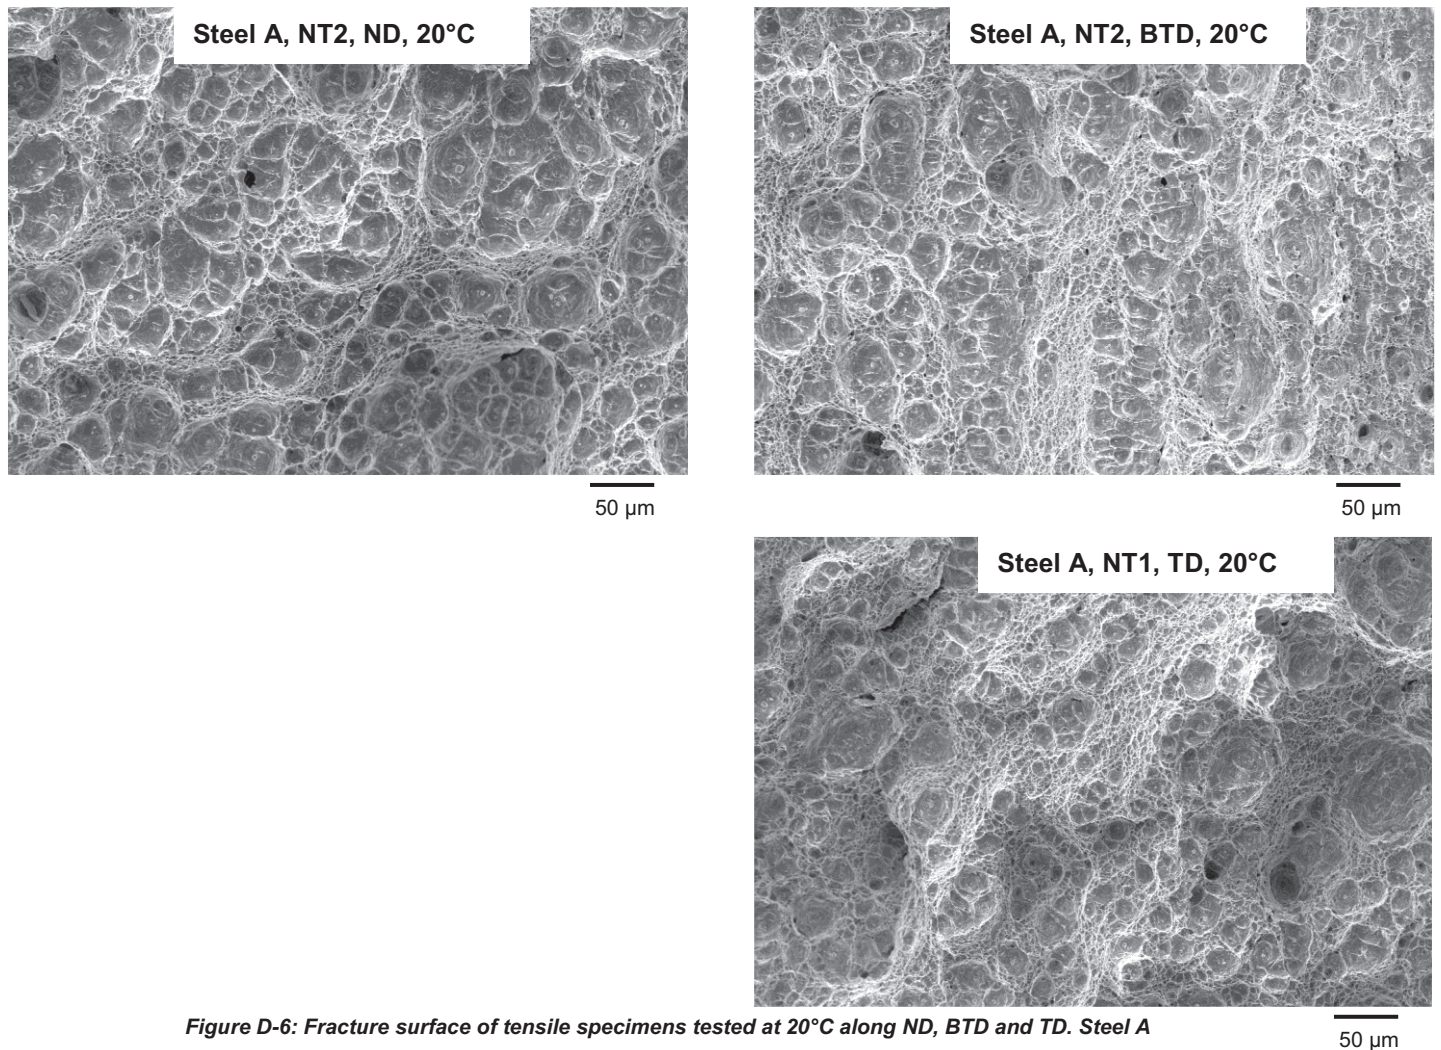 Steel A, NT2, ND, 20°C
Steel A, NT2, BTD, 20°C
50 µm
50 µm
Steel A, NT1, TD, 20°C
Figure D-6: Fracture surface of tensile specimens tested at 20°C along ND, BTD and TD. Steel A
50 µm